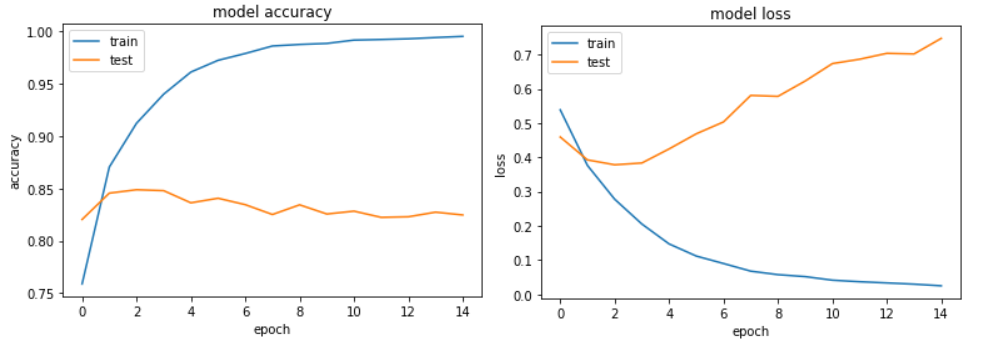 model accuracy
train
test
1.00
0.95
0.90
0.85
0.80
0.75
accuracy
0 2 4 6 8 10 12 14
epoch
model loss
train
test
0.7
0.6
0.5
0.4
0.3
0.2
0.1
0.0
loss
0 2 4 6 8 10 12 14
epoch